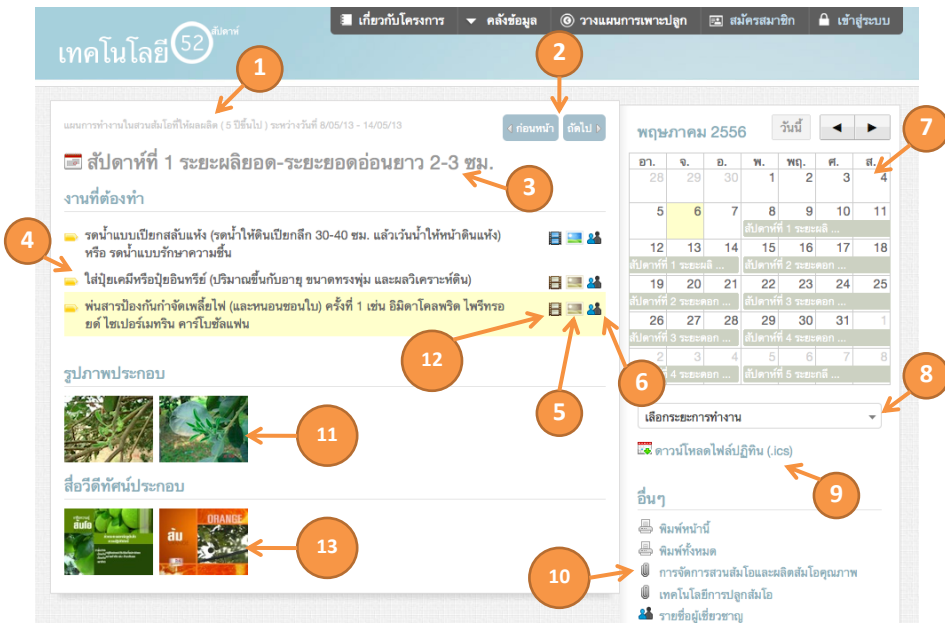 เกี่ยวกับโครงการ คลังข้อมูล วางแผนการเพาะปลูก สมัครสมาชิก เข้าสู่ระบบ
เทคโนโลยี 52 สัปดาห์
1
2
แผนการทำงานในสวนส้มโอที่ให้ผลผลิต ( 5 ปีขึ้นไป ) ระหว่างวันที่ 8/05/13 - 14/05/13
ก่อนหน้า ถัดไป
สัปดาห์ที่ 1 ระยะผลิยอด-ระยะยอดอ่อนยาว 2-3 ซม.
3
งานที่ต้องทำ
4
รดน้ำแบบเปียกสลับแห้ง (รดน้ำให้ดินเปียกลึก 30-40 ซม. แล้วเว้นน้ำให้หน้าดินแห้ง)
หรือ รดน้ำแบบรักษาความชื้น
ใส่ปุ๋ยเคมีหรือปุ๋ยอินทรีย์ (ปริมาณขึ้นกับอายุ ขนาดทรงพุ่ม และผลวิเคราะห์ดิน)
พ่นสารป้องกันกำจัดเพลี้ยไฟ (และหนอนชอนใบ) ครั้งที่ 1 เช่น อิมิดาโคลพริด ไพรีทรอ
ยด์ ไซเปอร์เมทริน คาร์โบซัลแฟน
12
5
6
รูปภาพประกอบ
11
สื่อวีดีทัศน์ประกอบ
ส้มโอ
ORANGE
ส้ม
13
พฤษภาคม 2556 วันนี้
7
อา. จ. อ. พ. พฤ. ศ. ส.
28 29 30 1 2 3 4
5 6 7 8 9 10 11
สัปดาห์ที่ 1 ระยะผลิ ...
12 13 14 15 16 17 18
สัปดาห์ที่ 1 ระยะผลิ ... สัปดาห์ที่ 2 ระยะดอก ...
19 20 21 22 23 24 25
สัปดาห์ที่ 2 ระยะดอก ... สัปดาห์ที่ 3 ระยะดอก ...
26 27 28 29 30 31 1
สัปดาห์ที่ 3 ระยะดอก ... สัปดาห์ที่ 4 ระยะดอก ...
2 3 4 5 6 7 8
ที่ 4 ระยะดอก ... สัปดาห์ที่ 5 ระยะกลี ...
8
เลือกระยะการทำงาน
ดาวน์โหลดไฟล์ปฏิทิน (.ics)
9
อื่นๆ
พิมพ์หน้านี้
พิมพ์ทั้งหมด
10
การจัดการสวนส้มโอและผลิตส้มโอคุณภาพ
เทคโนโลยีการปลูกส้มโอ
รายชื่อผู้เชี่ยวชาญ